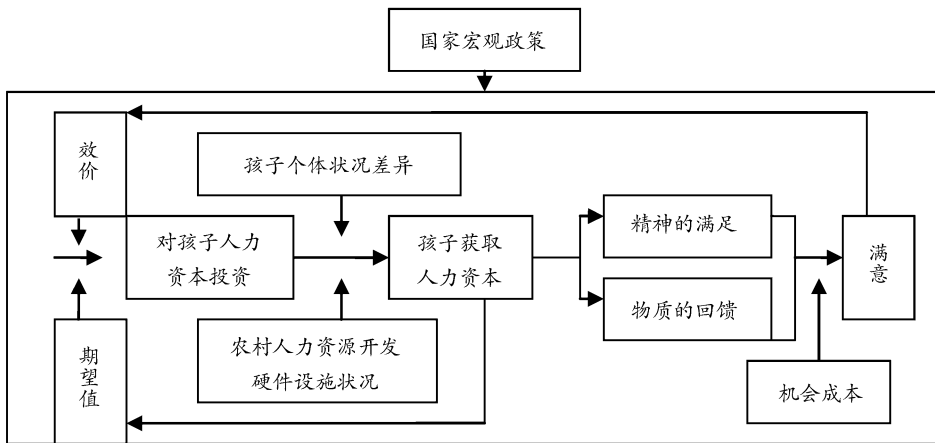 国家宏观政策
效价
孩子个体状况差异
对孩子人力
资本投资
孩子获取
人力资本
精神的满足
物质的回馈
满意
期望值
农村人力资源开发
硬件设施状况
机会成本